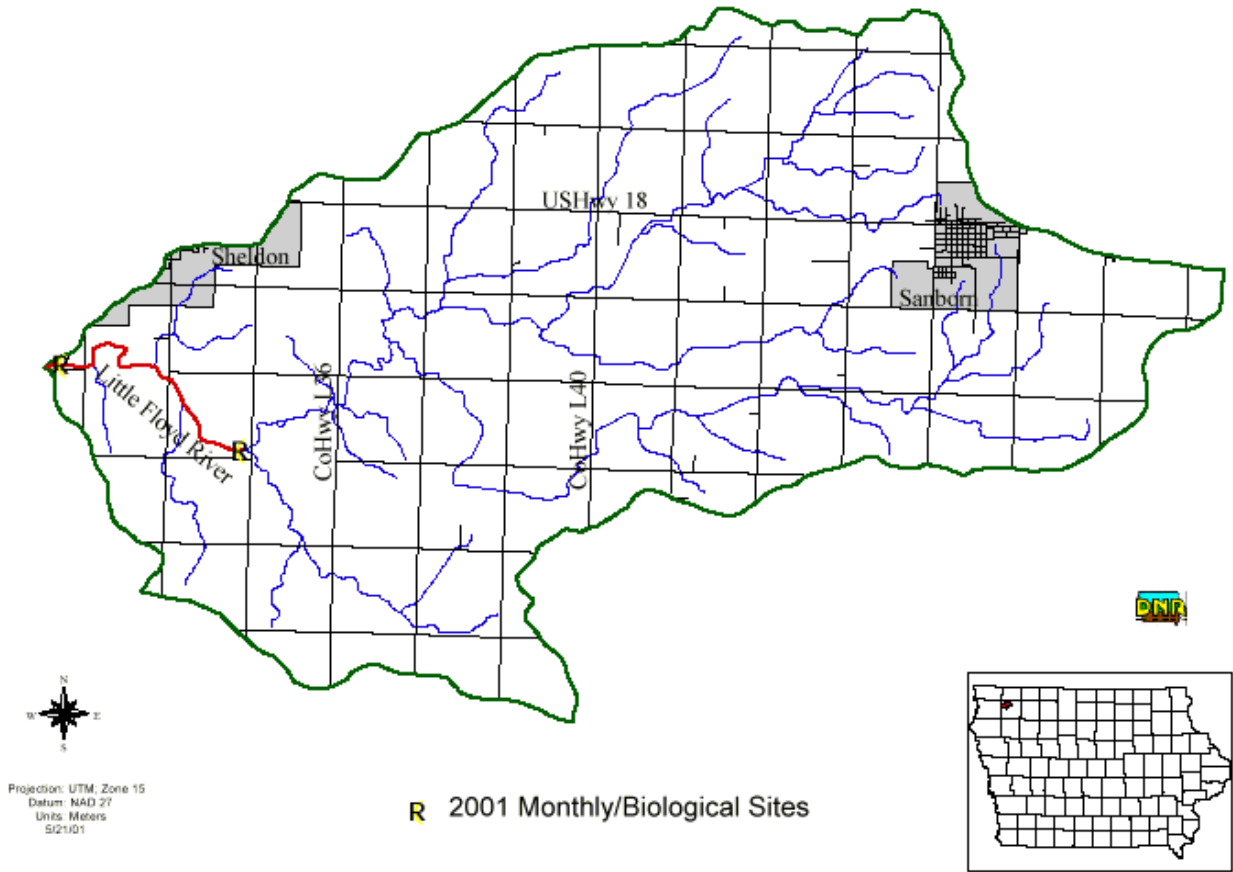 USHwy 18
Sheldon
Sanborn
R
Little Floyd River
CoHwy L36
CoHwy L40
R
DNR
N
W E
S
Projection: UTM; Zone 15
Datum: NAD 27
Units: Meters
5/21/01
R 2001 Monthly/Biological Sites